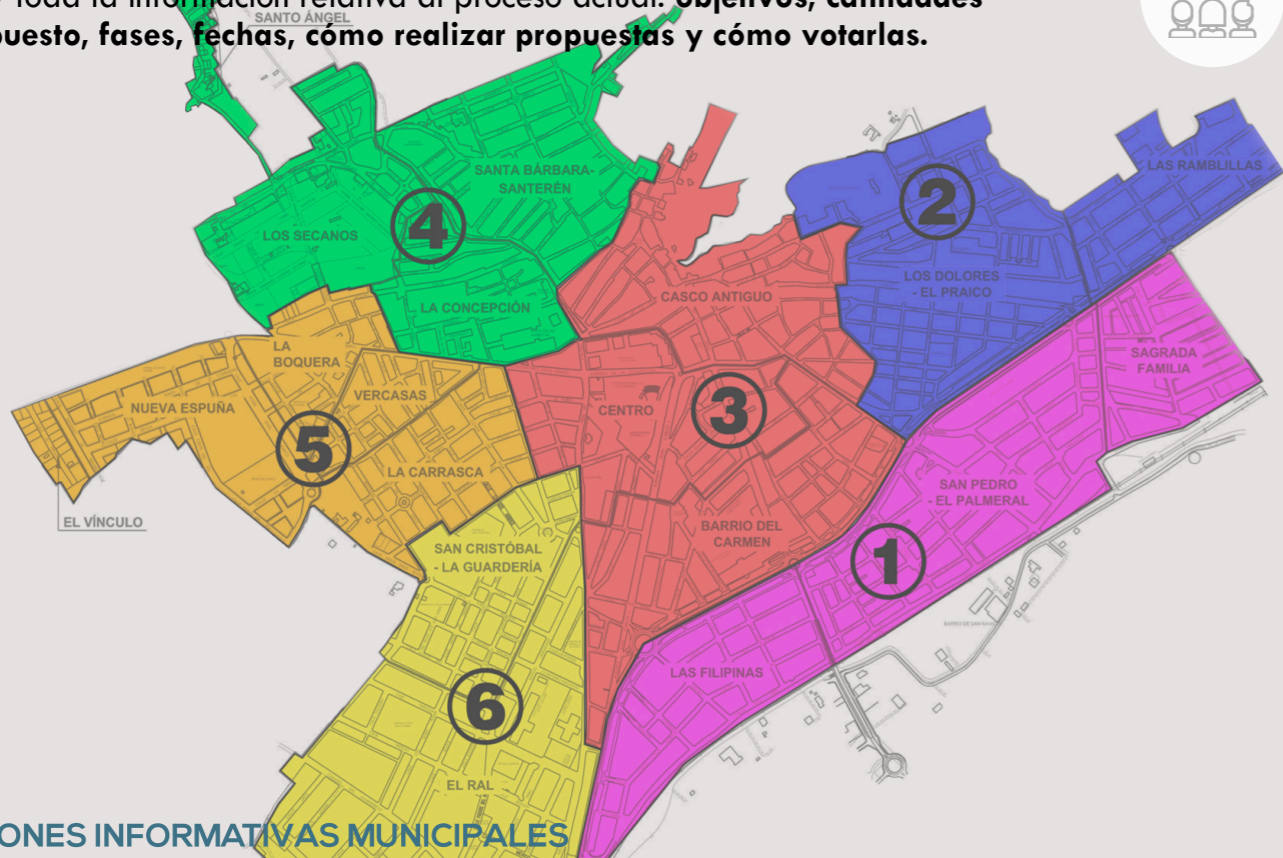 toda la información relativa al proceso actual: objetivos, cantidades
puesto, fases, fechas, cómo realizar propuestas y cómo votarlas.
SANTO ÁNGEL
LAS RAMBLILLAS
SANTA BÁRBARA-
SANTERÉN
2
4
LOS SECANOS
LOS DOLORES
- EL PRAICO
CASCO ANTIGUO
LA CONCEPCIÓN
LA
BOQUERA
SAGRADA
FAMILIA
VERCASAS
NUEVA ESPUÑA
CENTRO
3
5
LA CARRASCA
SAN PEDRO
- EL PALMERAL
EL VÍNCULO
BARRIO DEL
CARMEN
SAN CRISTÓBAL
- LA GUARDERÍA
1
LAS FILIPINAS
6
EL RAL
ONES INFORMATIVAS MUNICIPALES